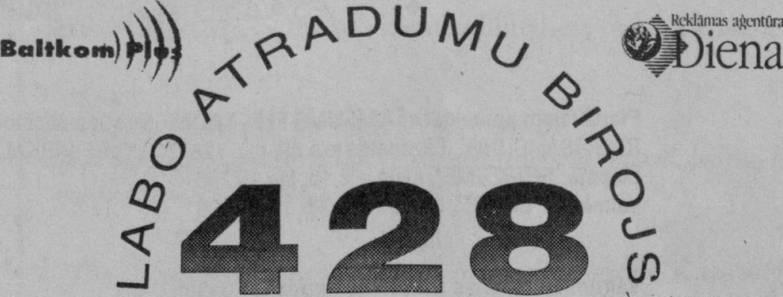 Baltkom Plus
Reklāmas aģentūra
Diena
LABO ATRADUMU BIROJS
428